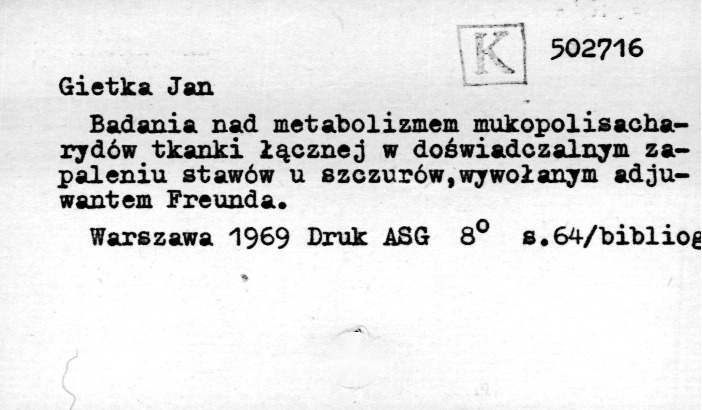 K 502716
Gietka Jan
Badania nad metabolizmem mukopolisacha-
rydów tkanki łącznej w doświadczalnym za-
paleniu stawów u szczurów,wywołanym adju-
wantem Freunda.
Warszawa 1969 Druk ASG 8° s.64/bibliog